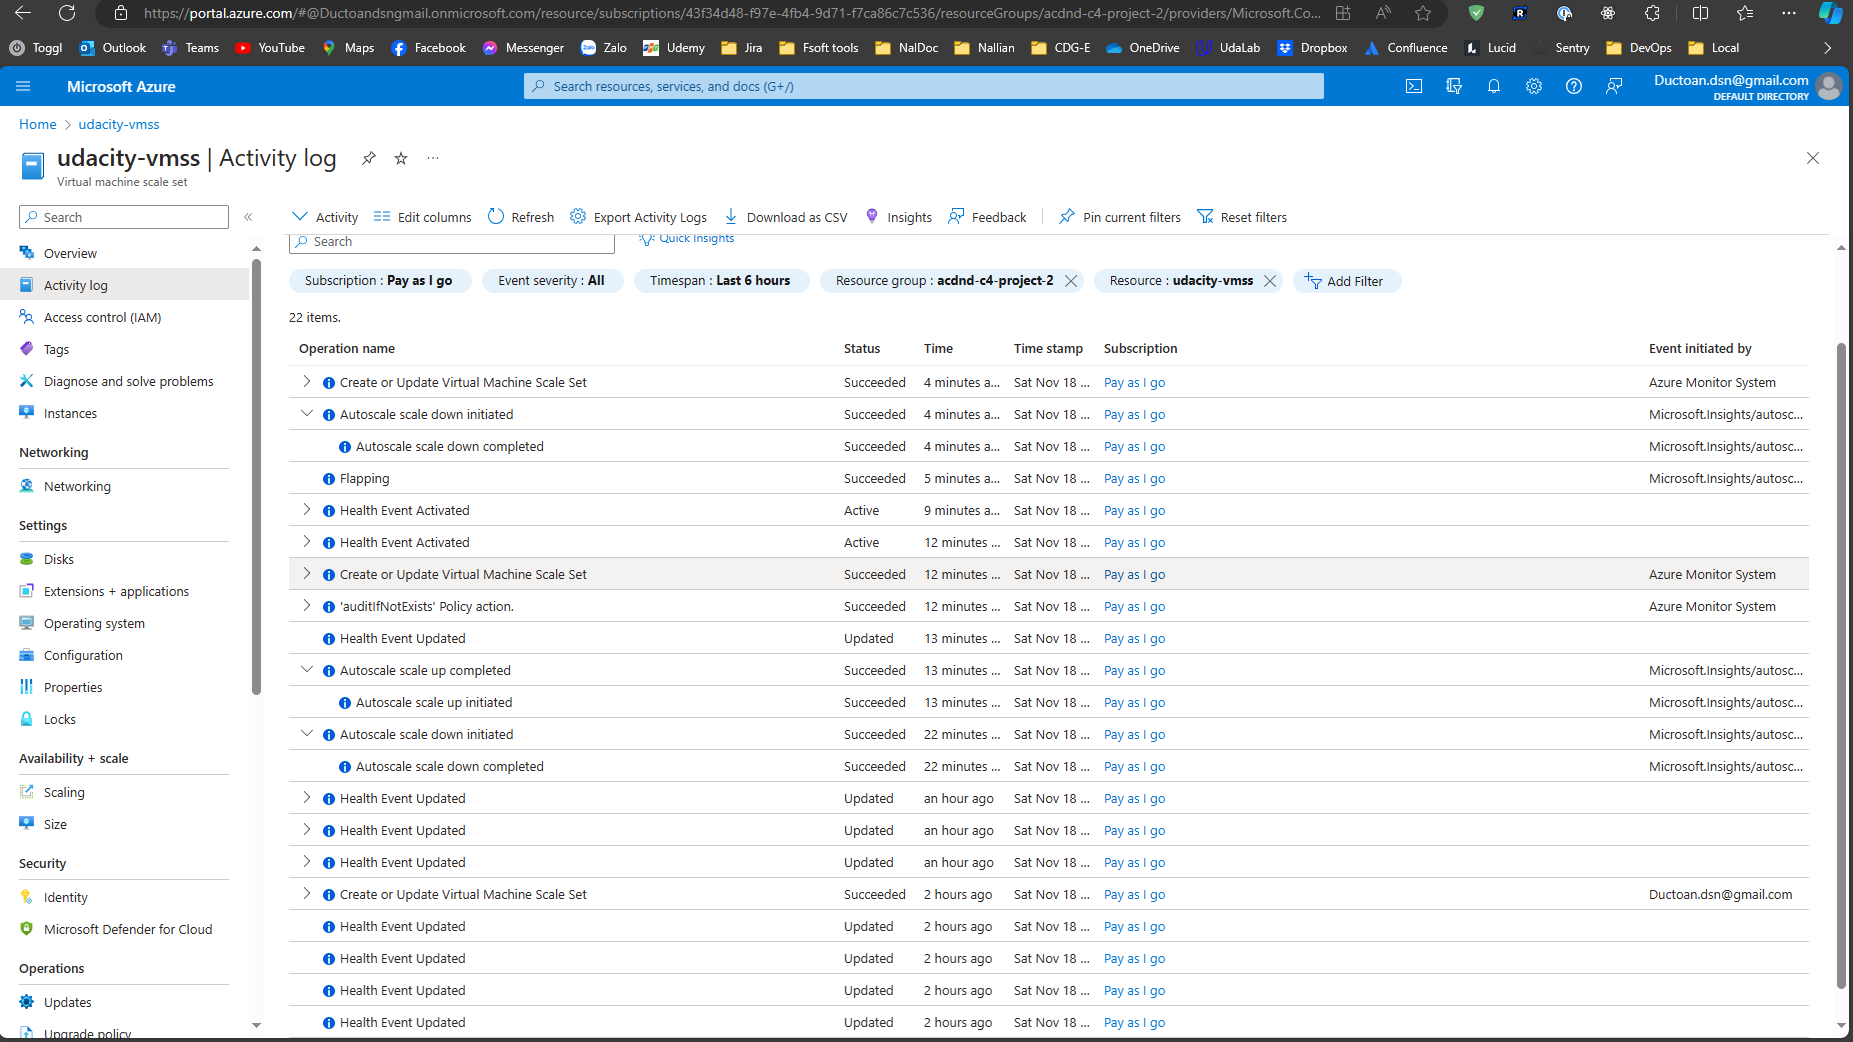 https://portal.azure.com/#@Ductoandsngmail.onmicrosoft.com/resource/subscriptions/43f34d48-f97e-4fb4-9d71-f7ca86c7c536/resourceGroups/acdnd-c4-project-2/providers/Microsoft.Co...
Toggl Outlook Teams YouTube Maps Facebook Messenger Zalo Udemy Jira Fsoft tools NalDoc Nallian CDG-E OneDrive UdaLab Dropbox Confluence Lucid Sentry DevOps Local
Microsoft Azure
Search resources, services, and docs (G+/)
Ductoan.dsn@gmail.com
DEFAULT DIRECTORY
Home > udacity-vmss
udacity-vmss | Activity log ...
Virtual machine scale set
Search
Overview
Activity log
Access control (IAM)
Tags
Diagnose and solve problems
Instances
Networking
Networking
Settings
Disks
Extensions + applications
Operating system
Configuration
Properties
Locks
Availability + scale
Scaling
Size
Security
Identity
Microsoft Defender for Cloud
Operations
Updates
Upgrade policy
Activity Edit columns Refresh Export Activity Logs Download as CSV Insights Feedback Pin current filters Reset filters
Search Quick Insights
Subscription : Pay as I go Event severity : All Timespan : Last 6 hours Resource group : acdnd-c4-project-2 Resource : udacity-vmss Add Filter
22 items.
Operation name Status Time Time stamp Subscription Event initiated by
Create or Update Virtual Machine Scale Set Succeeded 4 minutes a... Sat Nov 18 ... Pay as I go Azure Monitor System
Autoscale scale down initiated Succeeded 4 minutes a... Sat Nov 18 ... Pay as I go Microsoft.Insights/autosc...
Autoscale scale down completed Succeeded 4 minutes a... Sat Nov 18 ... Pay as I go Microsoft.Insights/autosc...
Flapping Succeeded 5 minutes a... Sat Nov 18 ... Pay as I go Microsoft.Insights/autosc...
Health Event Activated Active 9 minutes a... Sat Nov 18 ... Pay as I go
Health Event Activated Active 12 minutes ... Sat Nov 18 ... Pay as I go
Create or Update Virtual Machine Scale Set Succeeded 12 minutes ... Sat Nov 18 ... Pay as I go Azure Monitor System
'auditIfNotExists' Policy action. Succeeded 12 minutes ... Sat Nov 18 ... Pay as I go Azure Monitor System
Health Event Updated Updated 13 minutes ... Sat Nov 18 ... Pay as I go
Autoscale scale up completed Succeeded 13 minutes ... Sat Nov 18 ... Pay as I go Microsoft.Insights/autosc...
Autoscale scale up initiated Succeeded 13 minutes ... Sat Nov 18 ... Pay as I go Microsoft.Insights/autosc...
Autoscale scale down initiated Succeeded 22 minutes ... Sat Nov 18 ... Pay as I go Microsoft.Insights/autosc...
Autoscale scale down completed Succeeded 22 minutes ... Sat Nov 18 ... Pay as I go Microsoft.Insights/autosc...
Health Event Updated Updated an hour ago Sat Nov 18 ... Pay as I go
Health Event Updated Updated an hour ago Sat Nov 18 ... Pay as I go
Health Event Updated Updated an hour ago Sat Nov 18 ... Pay as I go
Create or Update Virtual Machine Scale Set Succeeded 2 hours ago Sat Nov 18 ... Pay as I go Ductoan.dsn@gmail.com
Health Event Updated Updated 2 hours ago Sat Nov 18 ... Pay as I go
Health Event Updated Updated 2 hours ago Sat Nov 18 ... Pay as I go
Health Event Updated Updated 2 hours ago Sat Nov 18 ... Pay as I go
Health Event Updated Updated 2 hours ago Sat Nov 18 ... Pay as I go